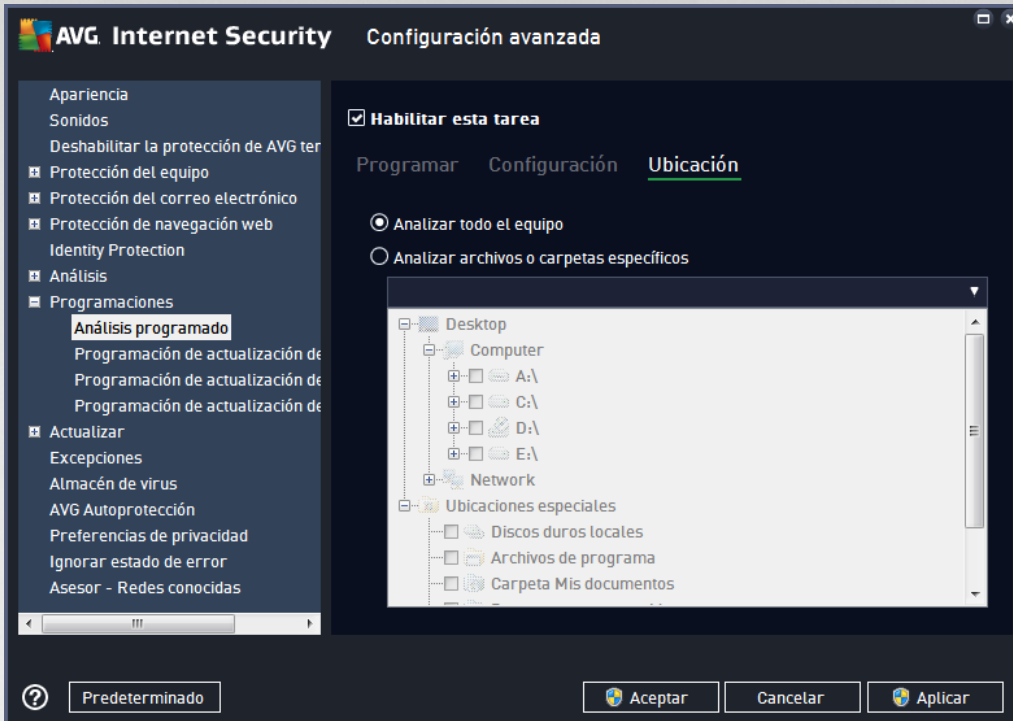 AVG. Internet Security Configuración avanzada
Apariencia
Sonidos
Deshabilitar la protección de AVG ter
Protección del equipo
Protección del correo electrónico
Protección de navegación web
Identity Protection
Análisis
Programaciones
Análisis programado
Programación de actualización de
Programación de actualización de
Programación de actualización de
Actualizar
Excepciones
Almacén de virus
AVG Autoprotección
Preferencias de privacidad
Ignorar estado de error
Asesor - Redes conocidas
Habilitar esta tarea
Programar Configuración Ubicación
Analizar todo el equipo
Analizar archivos o carpetas específicos
Desktop
Computer
A:\
C:\
D:\
E:\
Network
Ubicaciones especiales
Discos duros locales
Archivos de programa
Carpeta Mis documentos
? Predeterminado Aceptar Cancelar Aplicar